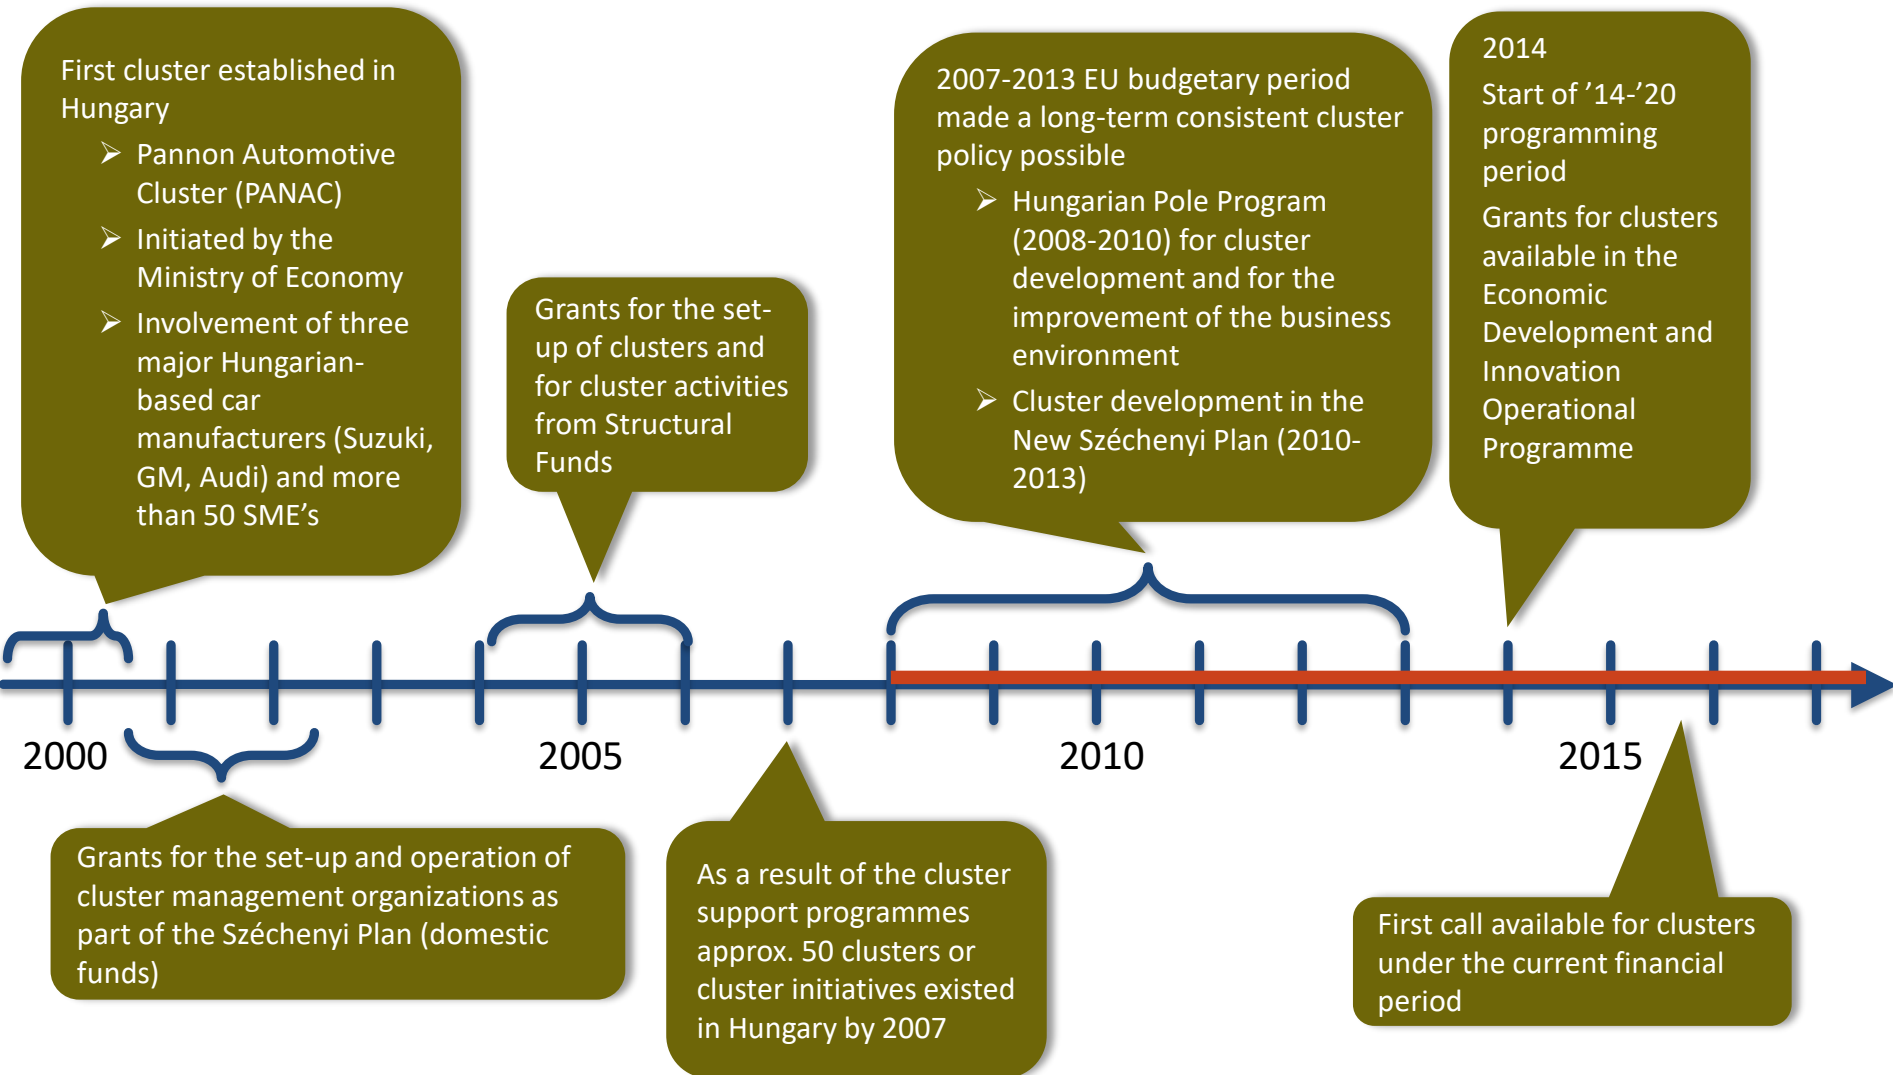 First cluster established in
Hungary
➢ Pannon Automotive
Cluster (PANAC)
➢ Initiated by the
Ministry of Economy
➢ Involvement of three
major Hungarian-
based car
manufacturers (Suzuki,
GM, Audi) and more
than 50 SME’s
Grants for the set-
up of clusters and
for cluster activities
from Structural
Funds
2007-2013 EU budgetary period
made a long-term consistent cluster
policy possible
➢ Hungarian Pole Program
(2008-2010) for cluster
development and for the
improvement of the business
environment
➢ Cluster development in the
New Széchenyi Plan (2010-
2013)
2014
Start of ’14-’20
programming
period
Grants for clusters
available in the
Economic
Development and
Innovation
Operational
Programme
2000
2005
2010
2015
Grants for the set-up and operation of
cluster management organizations as
part of the Széchenyi Plan (domestic
funds)
As a result of the cluster
support programmes
approx. 50 clusters or
cluster initiatives existed
in Hungary by 2007
First call available for clusters
under the current financial
period